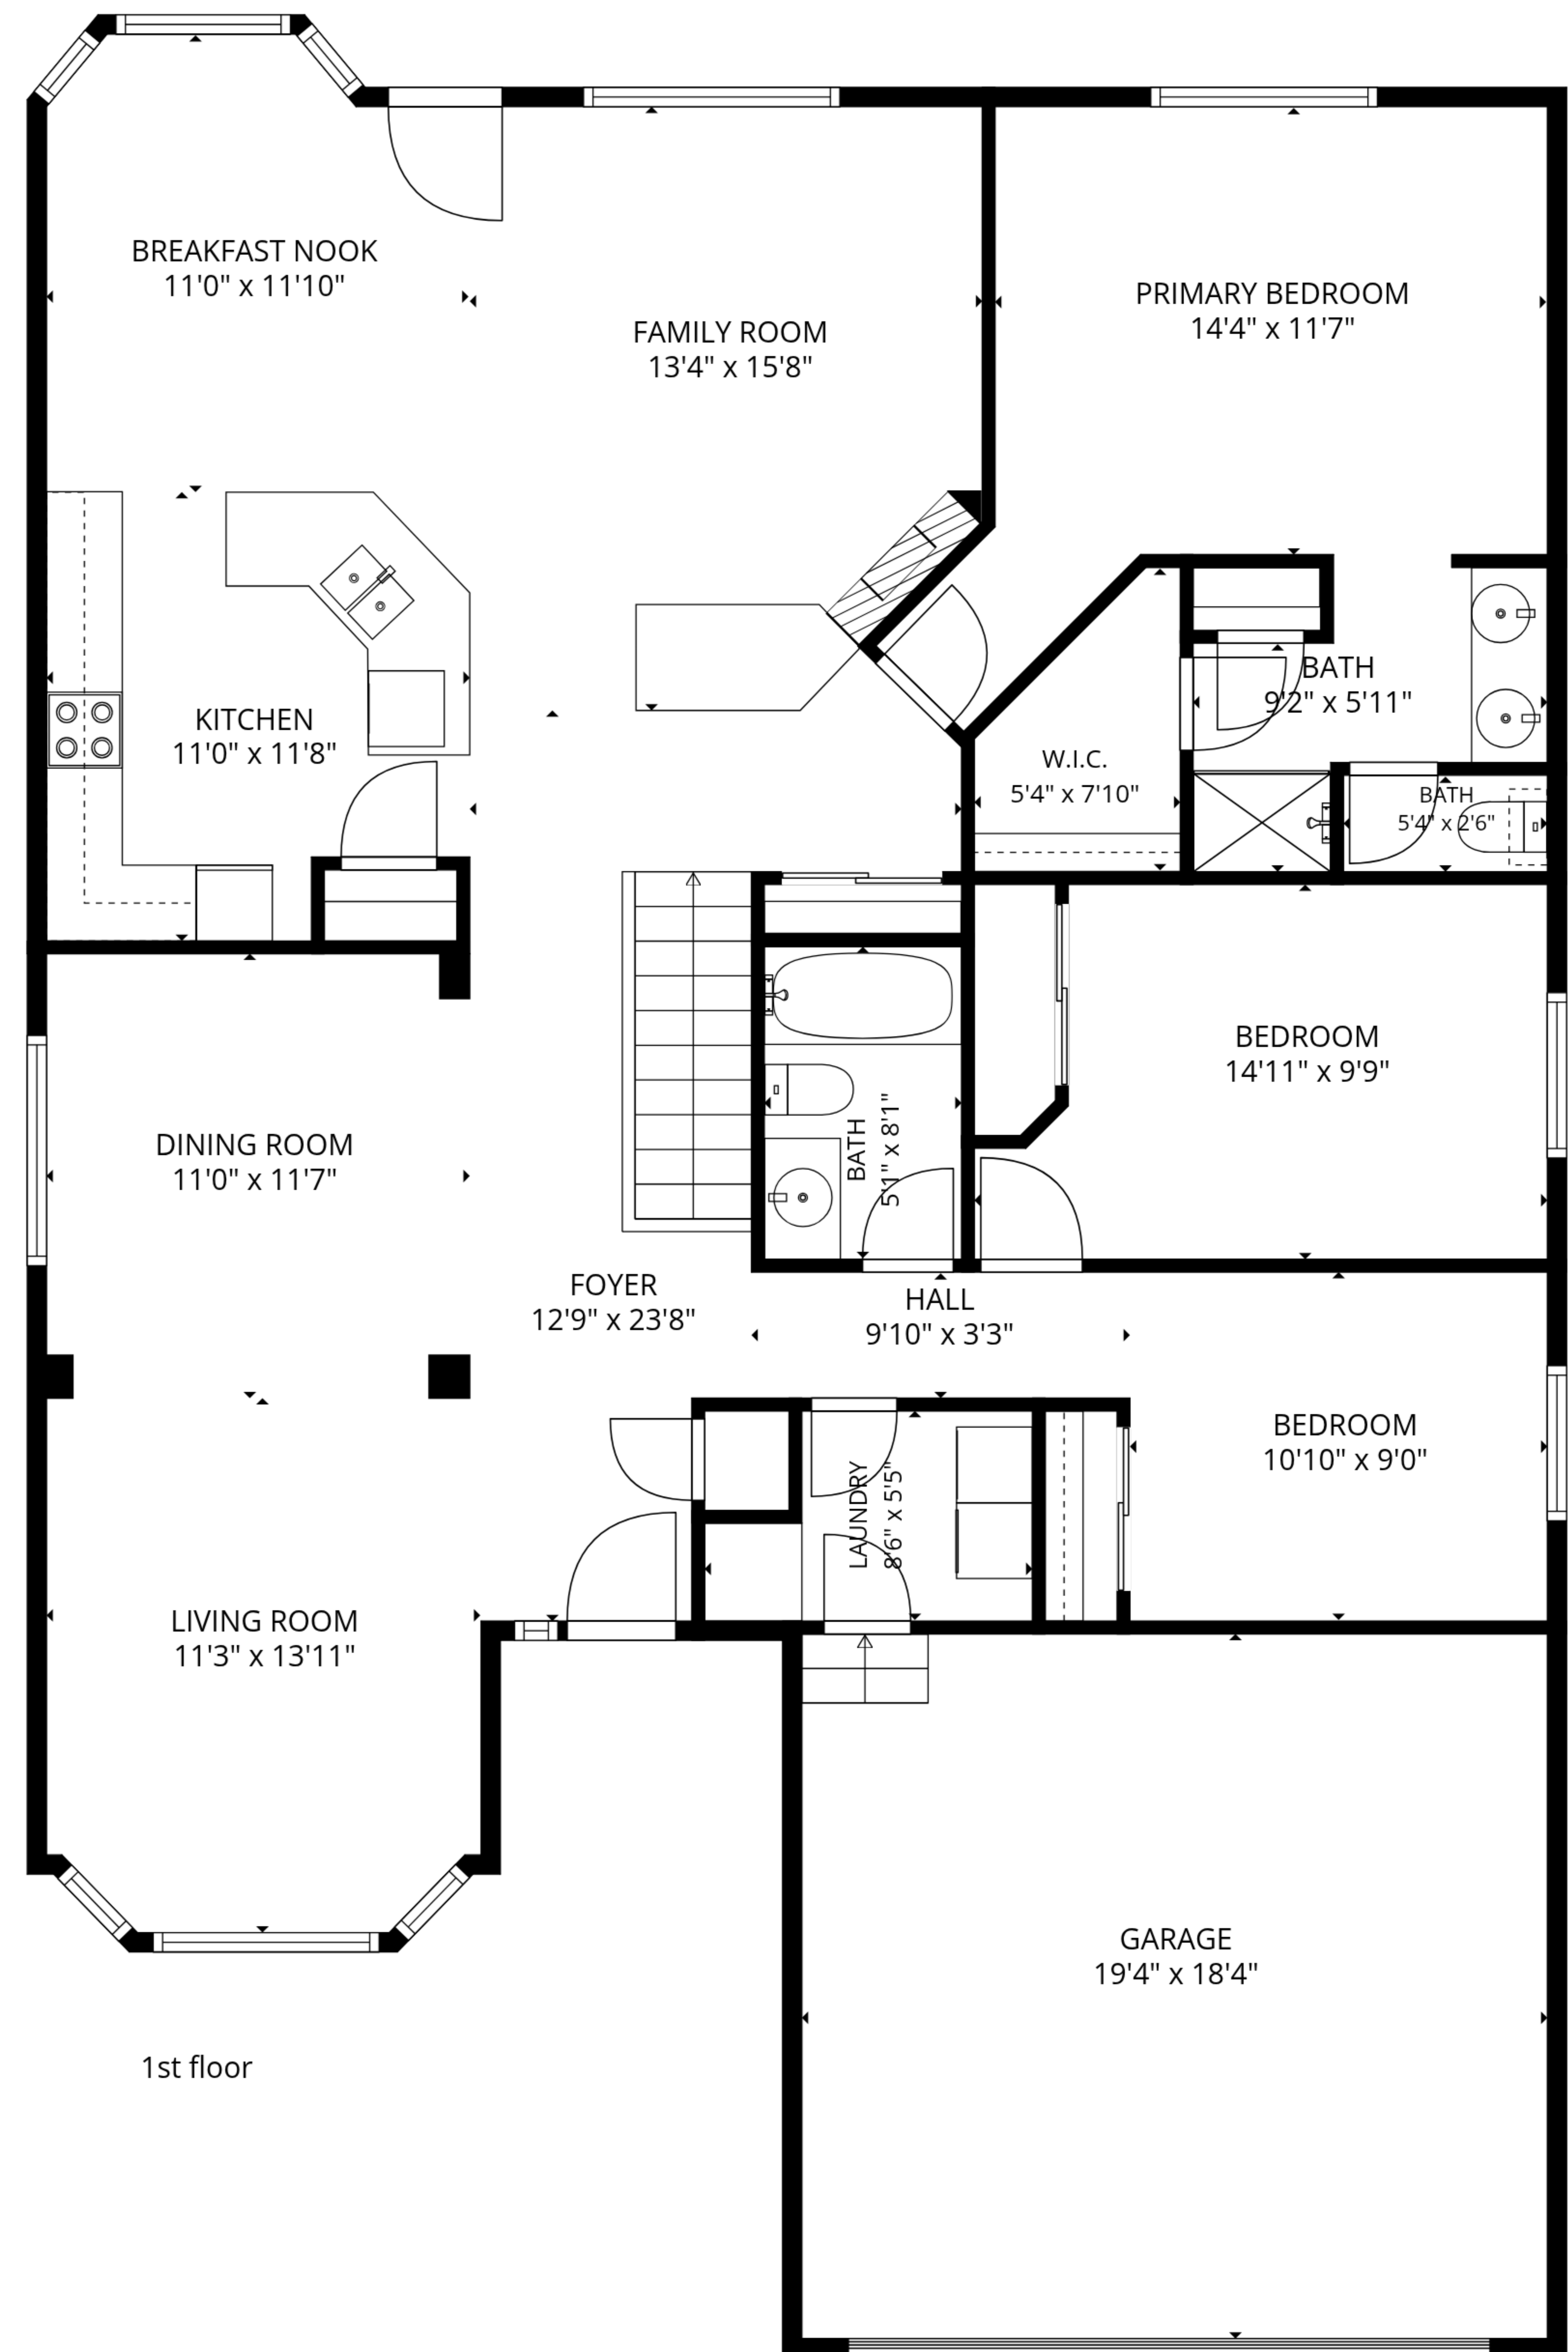 BREAKFAST NOOK
11'0" x 11'10"
FAMILY ROOM
13'4" x 15'8"
PRIMARY BEDROOM
14'4" x 11'7"
KITCHEN
11'0" x 11'8"
BATH
9'2" x 5'11"
W.I.C.
5'4" x 7'10"
BATH
5'4" x 2'6"
BEDROOM
14'11" x 9'9"
DINING ROOM
11'0" x 11'7"
BATH
5'1" x 8'1"
FOYER
12'9" x 23'8"
HALL
9'10" x 3'3"
BEDROOM
10'10" x 9'0"
LAUNDRY
8'6" x 5'5"
LIVING ROOM
11'3" x 13'11"
GARAGE
19'4" x 18'4"
1st floor